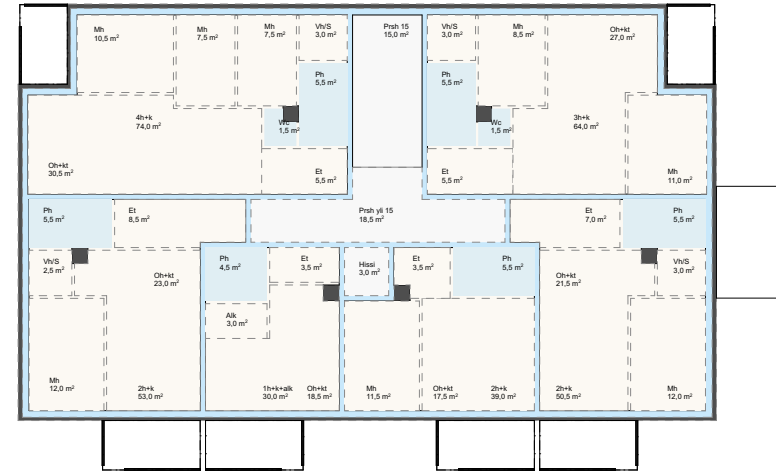 Mh
10,5 m²
Mh
7,5 m²
Mh
7,5 m²
Vh/S
3,0 m²
Prsh 15
15,0 m²
Vh/S
3,0 m²
Mh
8,5 m²
Oh+kt
27,0 m²
Ph
5,5 m²
Ph
5,5 m²
4h+k
74,0 m²
Wc
1,5 m²
Wc
1,5 m²
3h+k
64,0 m²
Oh+kt
30,5 m²
Et
5,5 m²
Et
5,5 m²
Mh
11,0 m²
Ph
5,5 m²
Et
8,5 m²
Prsh yli 15
18,5 m²
Et
7,0 m²
Ph
5,5 m²
Vh/S
2,5 m²
Oh+kt
23,0 m²
Ph
4,5 m²
Et
3,5 m²
Hissi
3,0 m²
Et
3,5 m²
Ph
5,5 m²
Oh+kt
21,5 m²
Vh/S
3,0 m²
Alk
3,0 m²
Mh
12,0 m²
2h+k
53,0 m²
1h+k+alk
30,0 m²
Oh+kt
18,5 m²
Mh
11,5 m²
Oh+kt
17,5 m²
2h+k
39,0 m²
2h+k
50,5 m²
Mh
12,0 m²